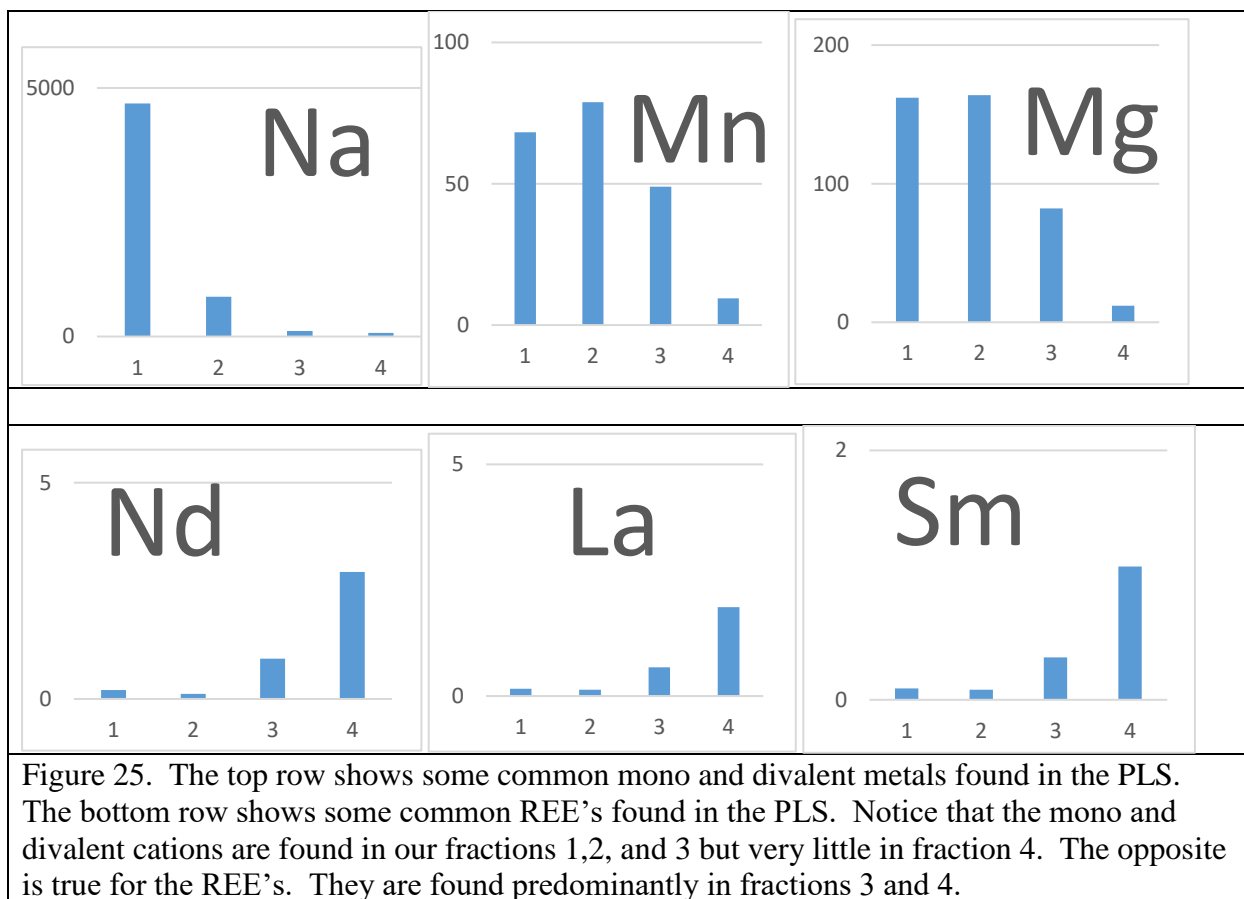 5000
0
1 2 3 4
Na
100
50
0
1 2 3 4
Mn
200
100
0
1 2 3 4
Mg
5
0
1 2 3 4
Nd
5
0
1 2 3 4
La
2
0
1 2 3 4
Sm
Figure 25.  The top row shows some common mono and divalent metals found in the PLS.
The bottom row shows some common REE's found in the PLS.  Notice that the mono and
divalent cations are found in our fractions 1,2, and 3 but very little in fraction 4.  The opposite
is true for the REE's.  They are found predominantly in fractions 3 and 4.